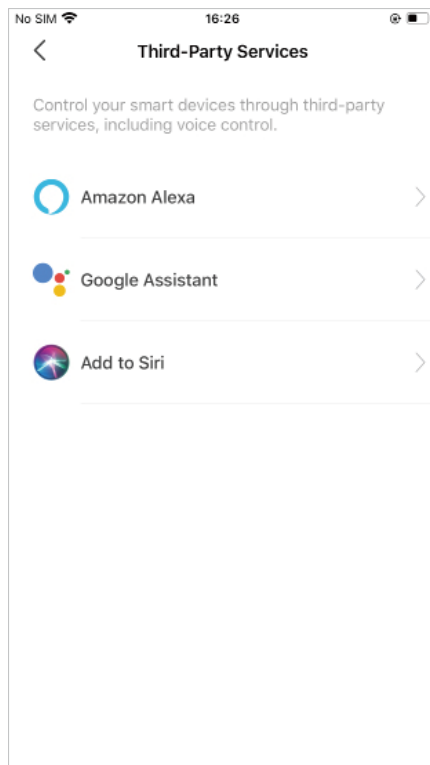 No SIM 16:26
Third-Party Services
Control your smart devices through third-party
services, including voice control.
Amazon Alexa
Google Assistant
Add to Siri